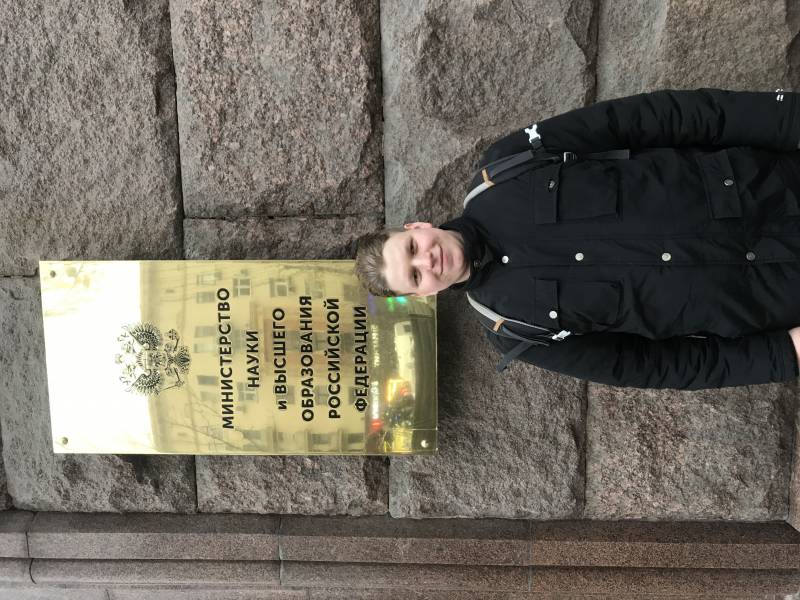 МИНИСТЕРСТВО
НАУКИ
И ВЫСШЕГО
ОБРАЗОВАНИЯ
РОССИЙСКОЙ
ФЕДЕРАЦИИ